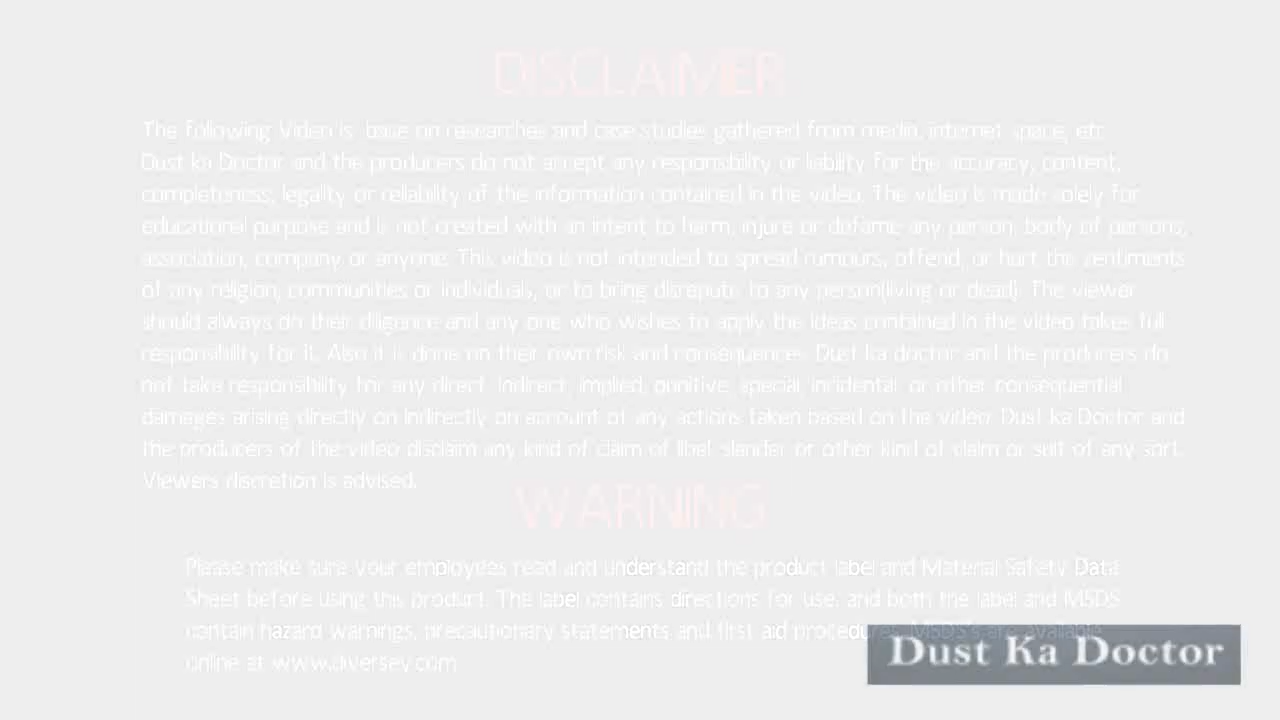 DISCLAIMER
The following Video is base on researches and case studies gathered from media, internet space, etc
Dust ka Doctor and the producers do not accept any responsbility or liability for the accuracy, content,
completeness, legality or reliability of the information contained in the video. The video is made solely for
educational purpose and is not created with an intent to harm, injure or defame any person, body of persons,
association, company or anyone. This video is not intended to spread rumours, offend, or hurt the sentiments
of any religion, communities or individuals, or to bring disrepute to any person(living or dead). The viewer
should always do their diligence and any one who wishes to apply the ideas contained in the video takes full
responsibility for it. Also it is done on their own risk and consequences. Dust ka doctor and the producers do
not take responsibility for any direct, indirect, implied, punitive, special, incidental or other consequential
damages arising directly on indirectly on account of any actions taken based on the video. Dust ka Doctor and
the producers of the video disclaim any kind of claim of libel slander or other kind of claim or suit of any sort.
Viewers discretion is advised.
WARNING
Please make sure your employees read and understand the product label and Material Safety Data
Sheet before using this product. The label contains directions for use, and both the label and MSDS
contain hazard warnings, precautionary statements and first aid procedures. MSDS's are available
online at www.diversey.com
Dust Ka Doctor